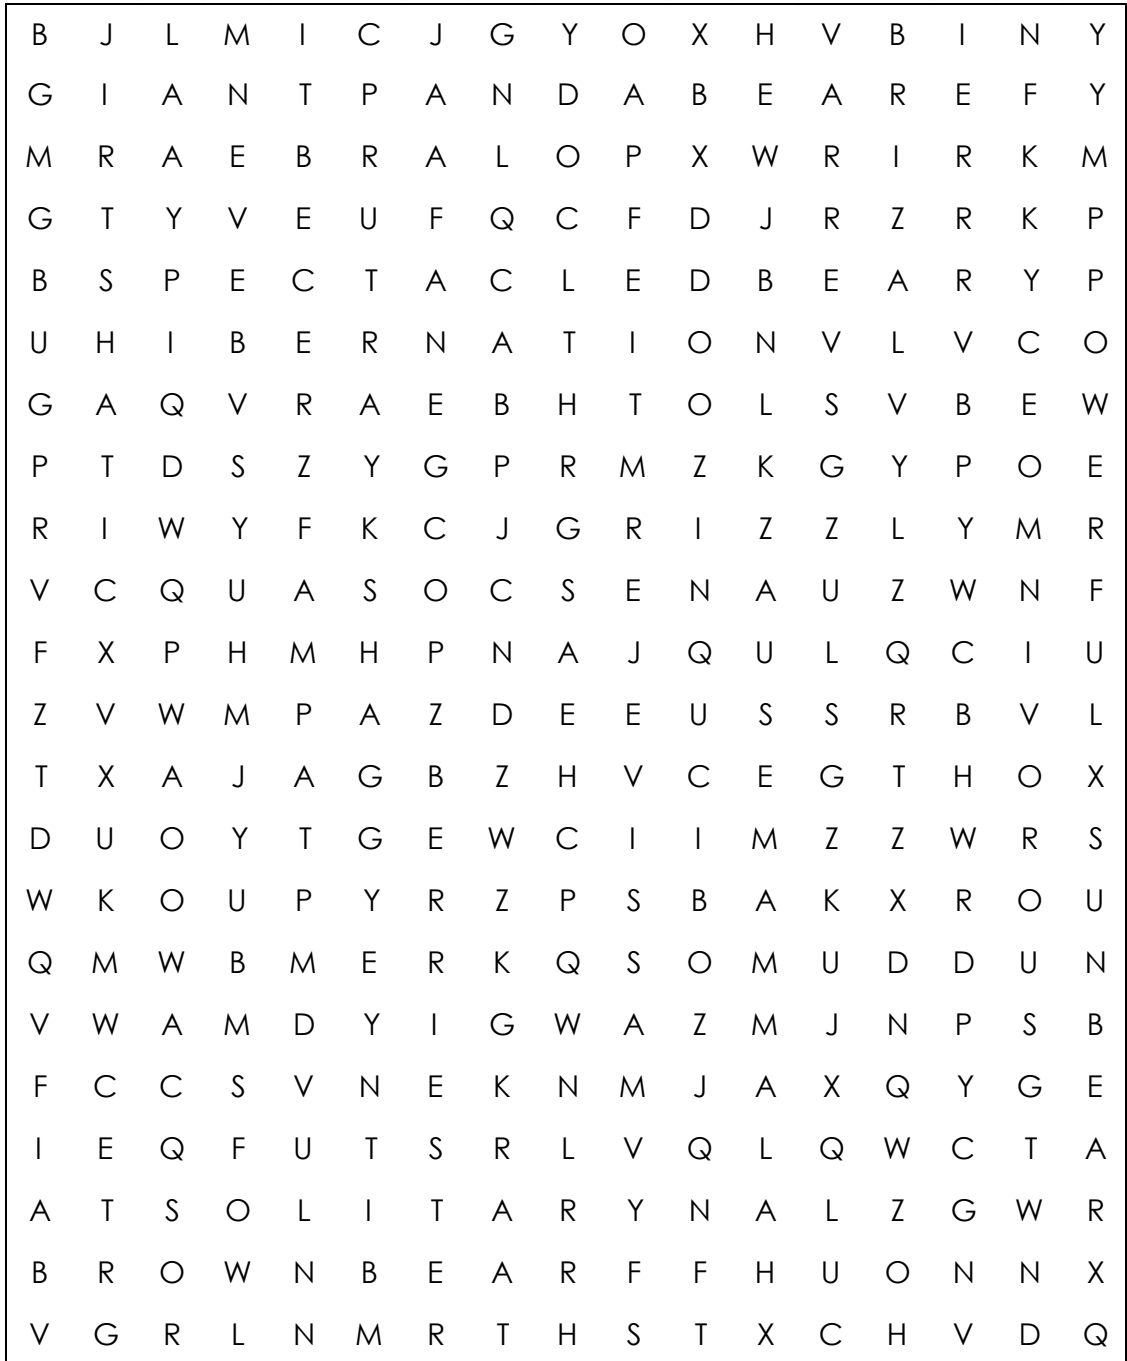 B J L M I C J G Y O X H V B I N Y
G I A N T P A N D A B E A R E F Y
M R A E B R A L O P X W R I R K M
G T Y V E U F Q C F D J R Z R K P
B S P E C T A C L E D B E A R Y P
U H I B E R N A T I O N V L V C O
G A Q V R A E B H T O L S V B E W
P T D S Z Y G P R M Z K G Y P O E
R I W Y F K C J G R I Z Z L Y M R
V C Q U A S O C S E N A U Z W N F
F X P H M H P N A J Q U L Q C I U
Z V W M P A Z D E E U S S R B V L
T X A J A G B Z H V C E G T H O X
D U O Y T G E W C I I M Z Z W R S
W K O U P Y R Z P S B A K X R O U
Q M W B M E R K Q S O M U D D U N
V W A M D Y I G W A Z M J N P S B
F C C S V N E K N M J A X Q Y G E
I E Q F U T S R L V Q L Q W C T A
A T S O L I T A R Y N A L Z G W R
B R O W N B E A R F F H U O N N X
V G R L N M R T H S T X C H V D Q